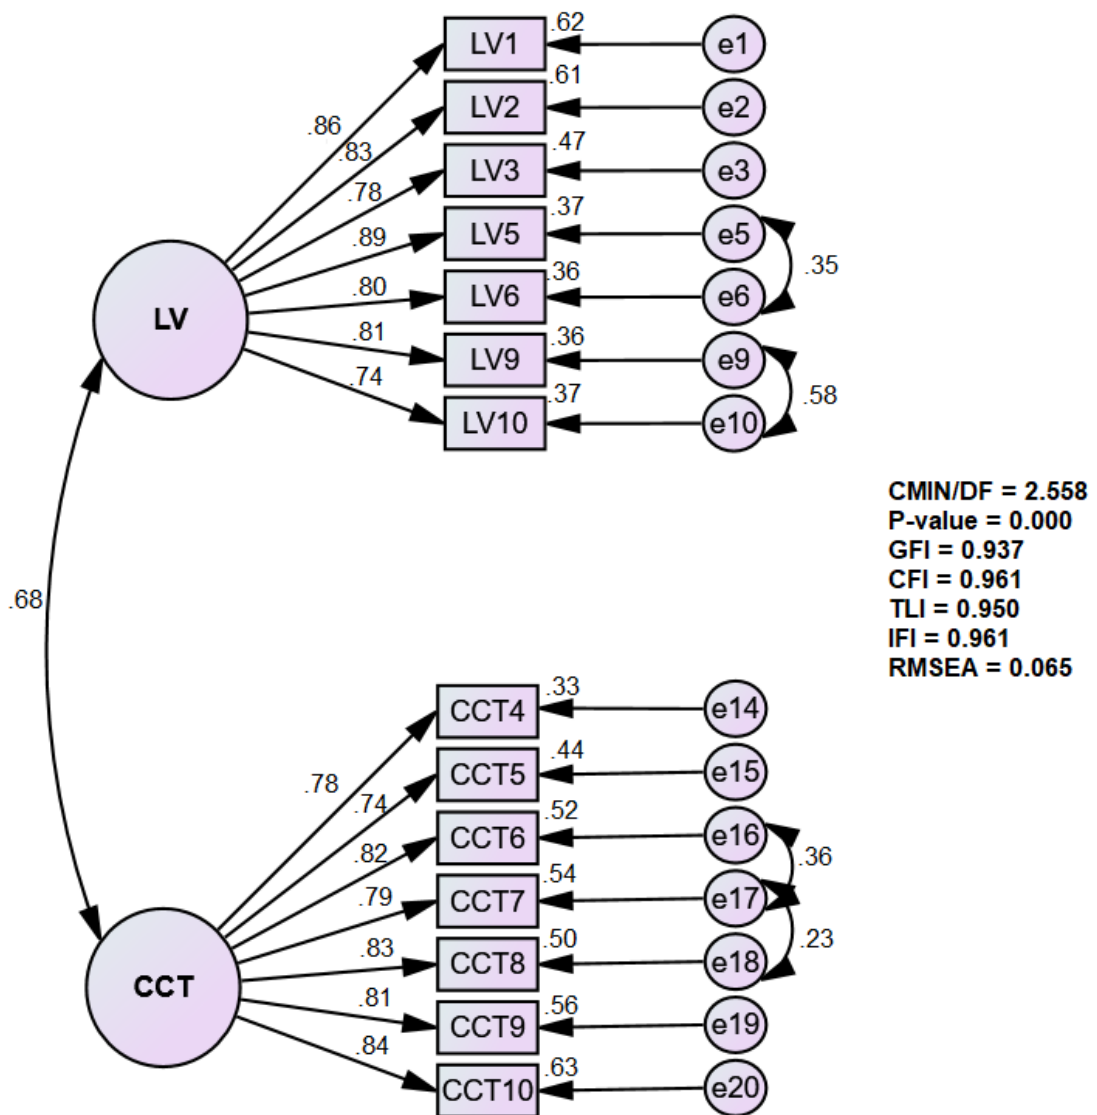 .62
LV1
e1
.61
.86
LV2
e2
.83
.47
LV3
e3
.78
.37
LV5
e5
.89
.35
.36
LV6
e6
.80
.36
LV9
e9
.81
.58
.37
LV10
e10
.74
LV
CMIN/DF = 2.558
P-value = 0.000
GFI = 0.937
CFI = 0.961
TLI = 0.950
IFI = 0.961
RMSEA = 0.065
.68
.33
CCT4
e14
.78
.44
CCT5
e15
.74
.52
CCT6
e16
.82
.36
.54
CCT7
e17
.79
.23
.50
CCT8
e18
.83
.56
CCT9
e19
.81
.63
CCT10
e20
.84
CCT